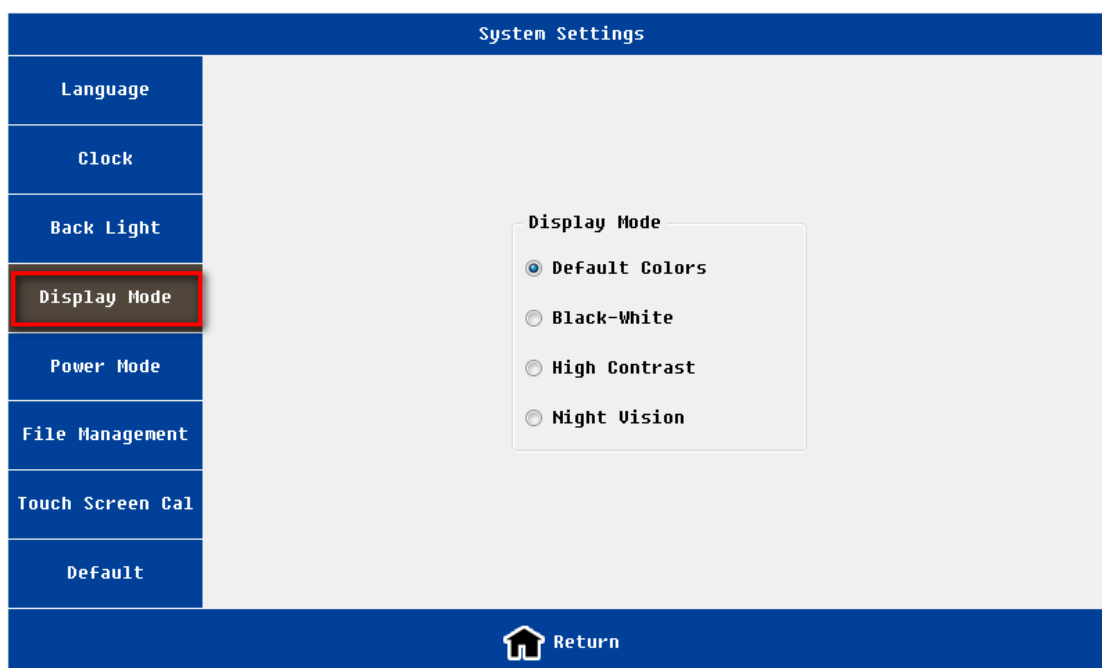 System Settings
Language
Clock
Back Light
Display Mode
Power Mode
File Management
Touch Screen Cal
Default
Display Mode
Default Colors
Black-White
High Contrast
Night Vision
Return